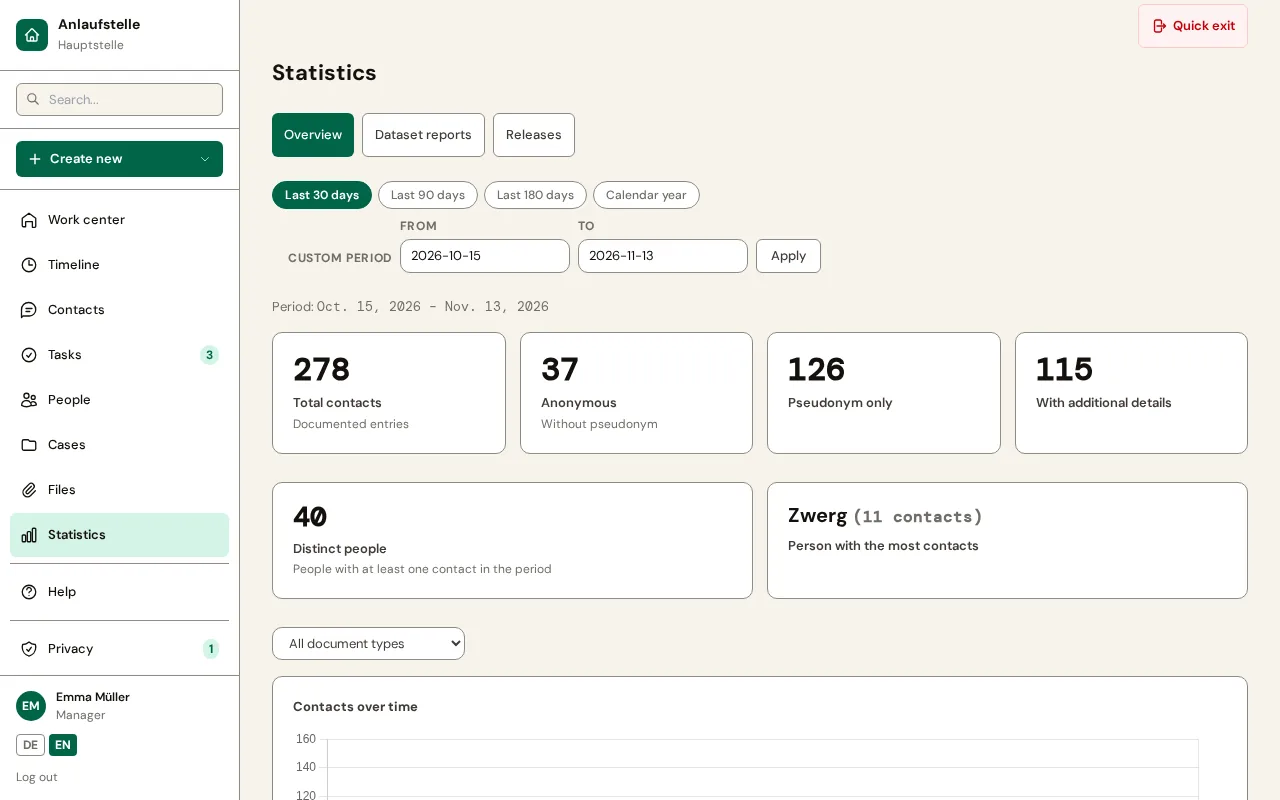 Anlaufstelle
Hauptstelle
Search...
Create new
Work center
Timeline
Contacts
Tasks 3
People
Cases
Files
Statistics
Help
Privacy 1
EM Emma Müller
Manager
DE EN
Log out
Quick exit
Statistics
Overview Dataset reports Releases
Last 30 days Last 90 days Last 180 days Calendar year
FROM TO
CUSTOM PERIOD 2026-10-15 2026-11-13 Apply
Period: Oct. 15, 2026 – Nov. 13, 2026
278
Total contacts
Documented entries
37
Anonymous
Without pseudonym
126
Pseudonym only
115
With additional details
40
Distinct people
People with at least one contact in the period
Zwerg (11 contacts)
Person with the most contacts
All document types
Contacts over time
160
140
120